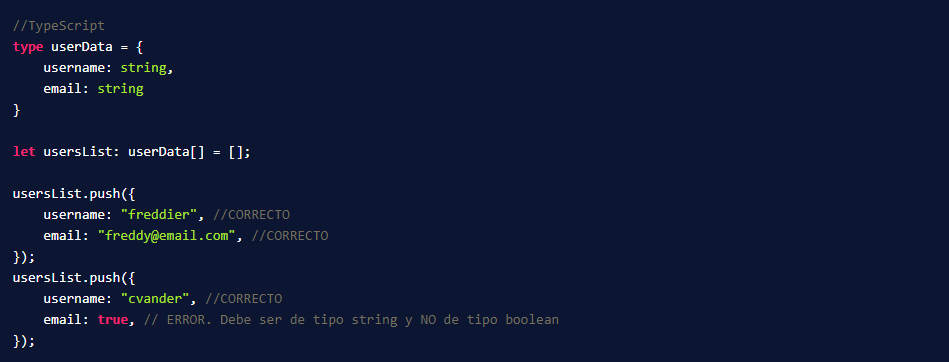 //TypeScript
type userData = {
    username: string,
    email: string
}

let usersList: userData[] = [];

usersList.push({
    username: "freddier", //CORRECTO
    email: "freddy@email.com", //CORRECTO
});
usersList.push({
    username: "cvander", //CORRECTO
    email: true, // ERROR. Debe ser de tipo string y NO de tipo boolean
});